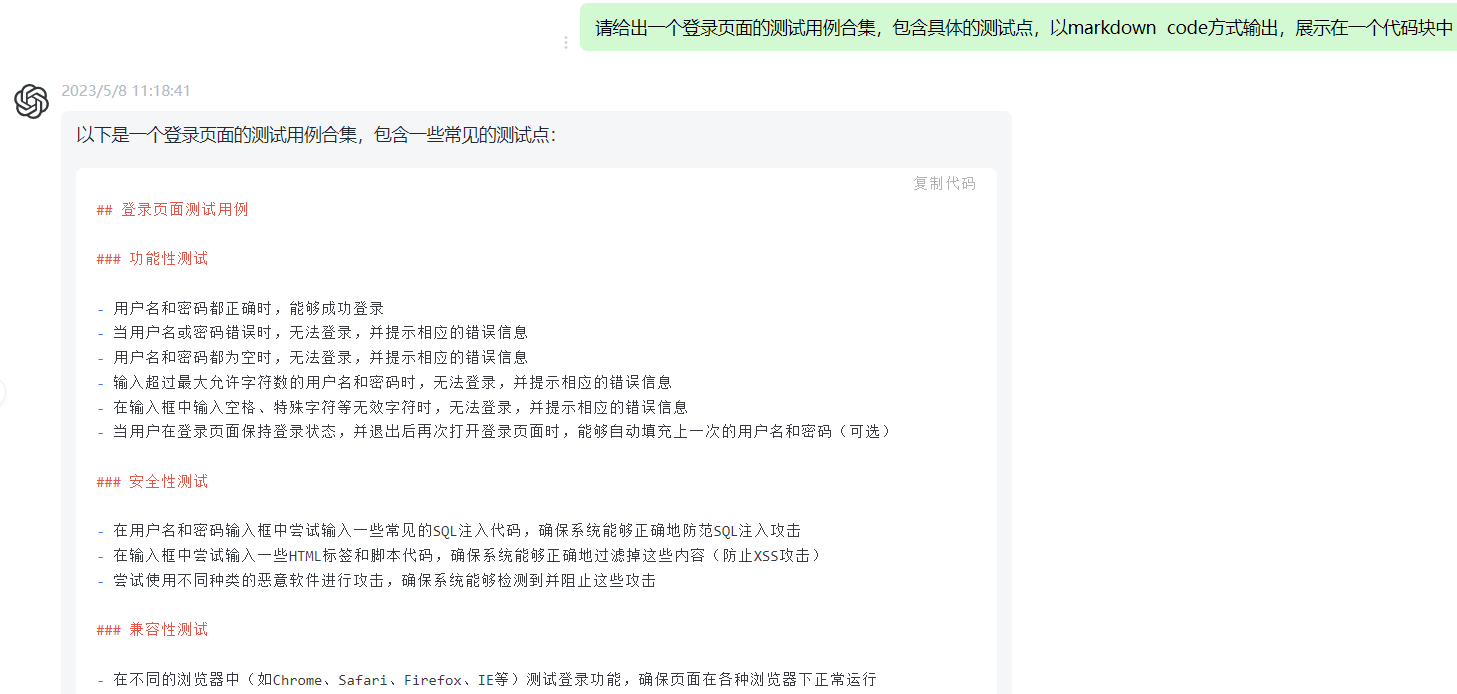 请给出一个登录页面的测试用例合集，包含具体的测试点，以markdown code方式输出，展示在一个代码块中
2023/5/8 11:18:41
以下是一个登录页面的测试用例合集，包含一些常见的测试点：
复制代码
## 登录页面测试用例
### 功能性测试
- 用户名和密码都正确时，能够成功登录
- 当用户名或密码错误时，无法登录，并提示相应的错误信息
- 用户名和密码都为空时，无法登录，并提示相应的错误信息
- 输入超过最大允许字符数的用户名和密码时，无法登录，并提示相应的错误信息
- 在输入框中输入空格、特殊字符等无效字符时，无法登录，并提示相应的错误信息
- 当用户在登录页面保持登录状态，并退出后再次打开登录页面时，能够自动填充上一次的用户名和密码（可选）
### 安全性测试
- 在用户名和密码输入框中尝试输入一些常见的SQL注入代码，确保系统能够正确地防范SQL注入攻击
- 在输入框中尝试输入一些HTML标签和脚本代码，确保系统能够正确地过滤掉这些内容（防止XSS攻击）
- 尝试使用不同种类的恶意软件进行攻击，确保系统能够检测到并阻止这些攻击
### 兼容性测试
- 在不同的浏览器中（如Chrome、Safari、Firefox、IE等）测试登录功能，确保页面在各种浏览器下正常运行